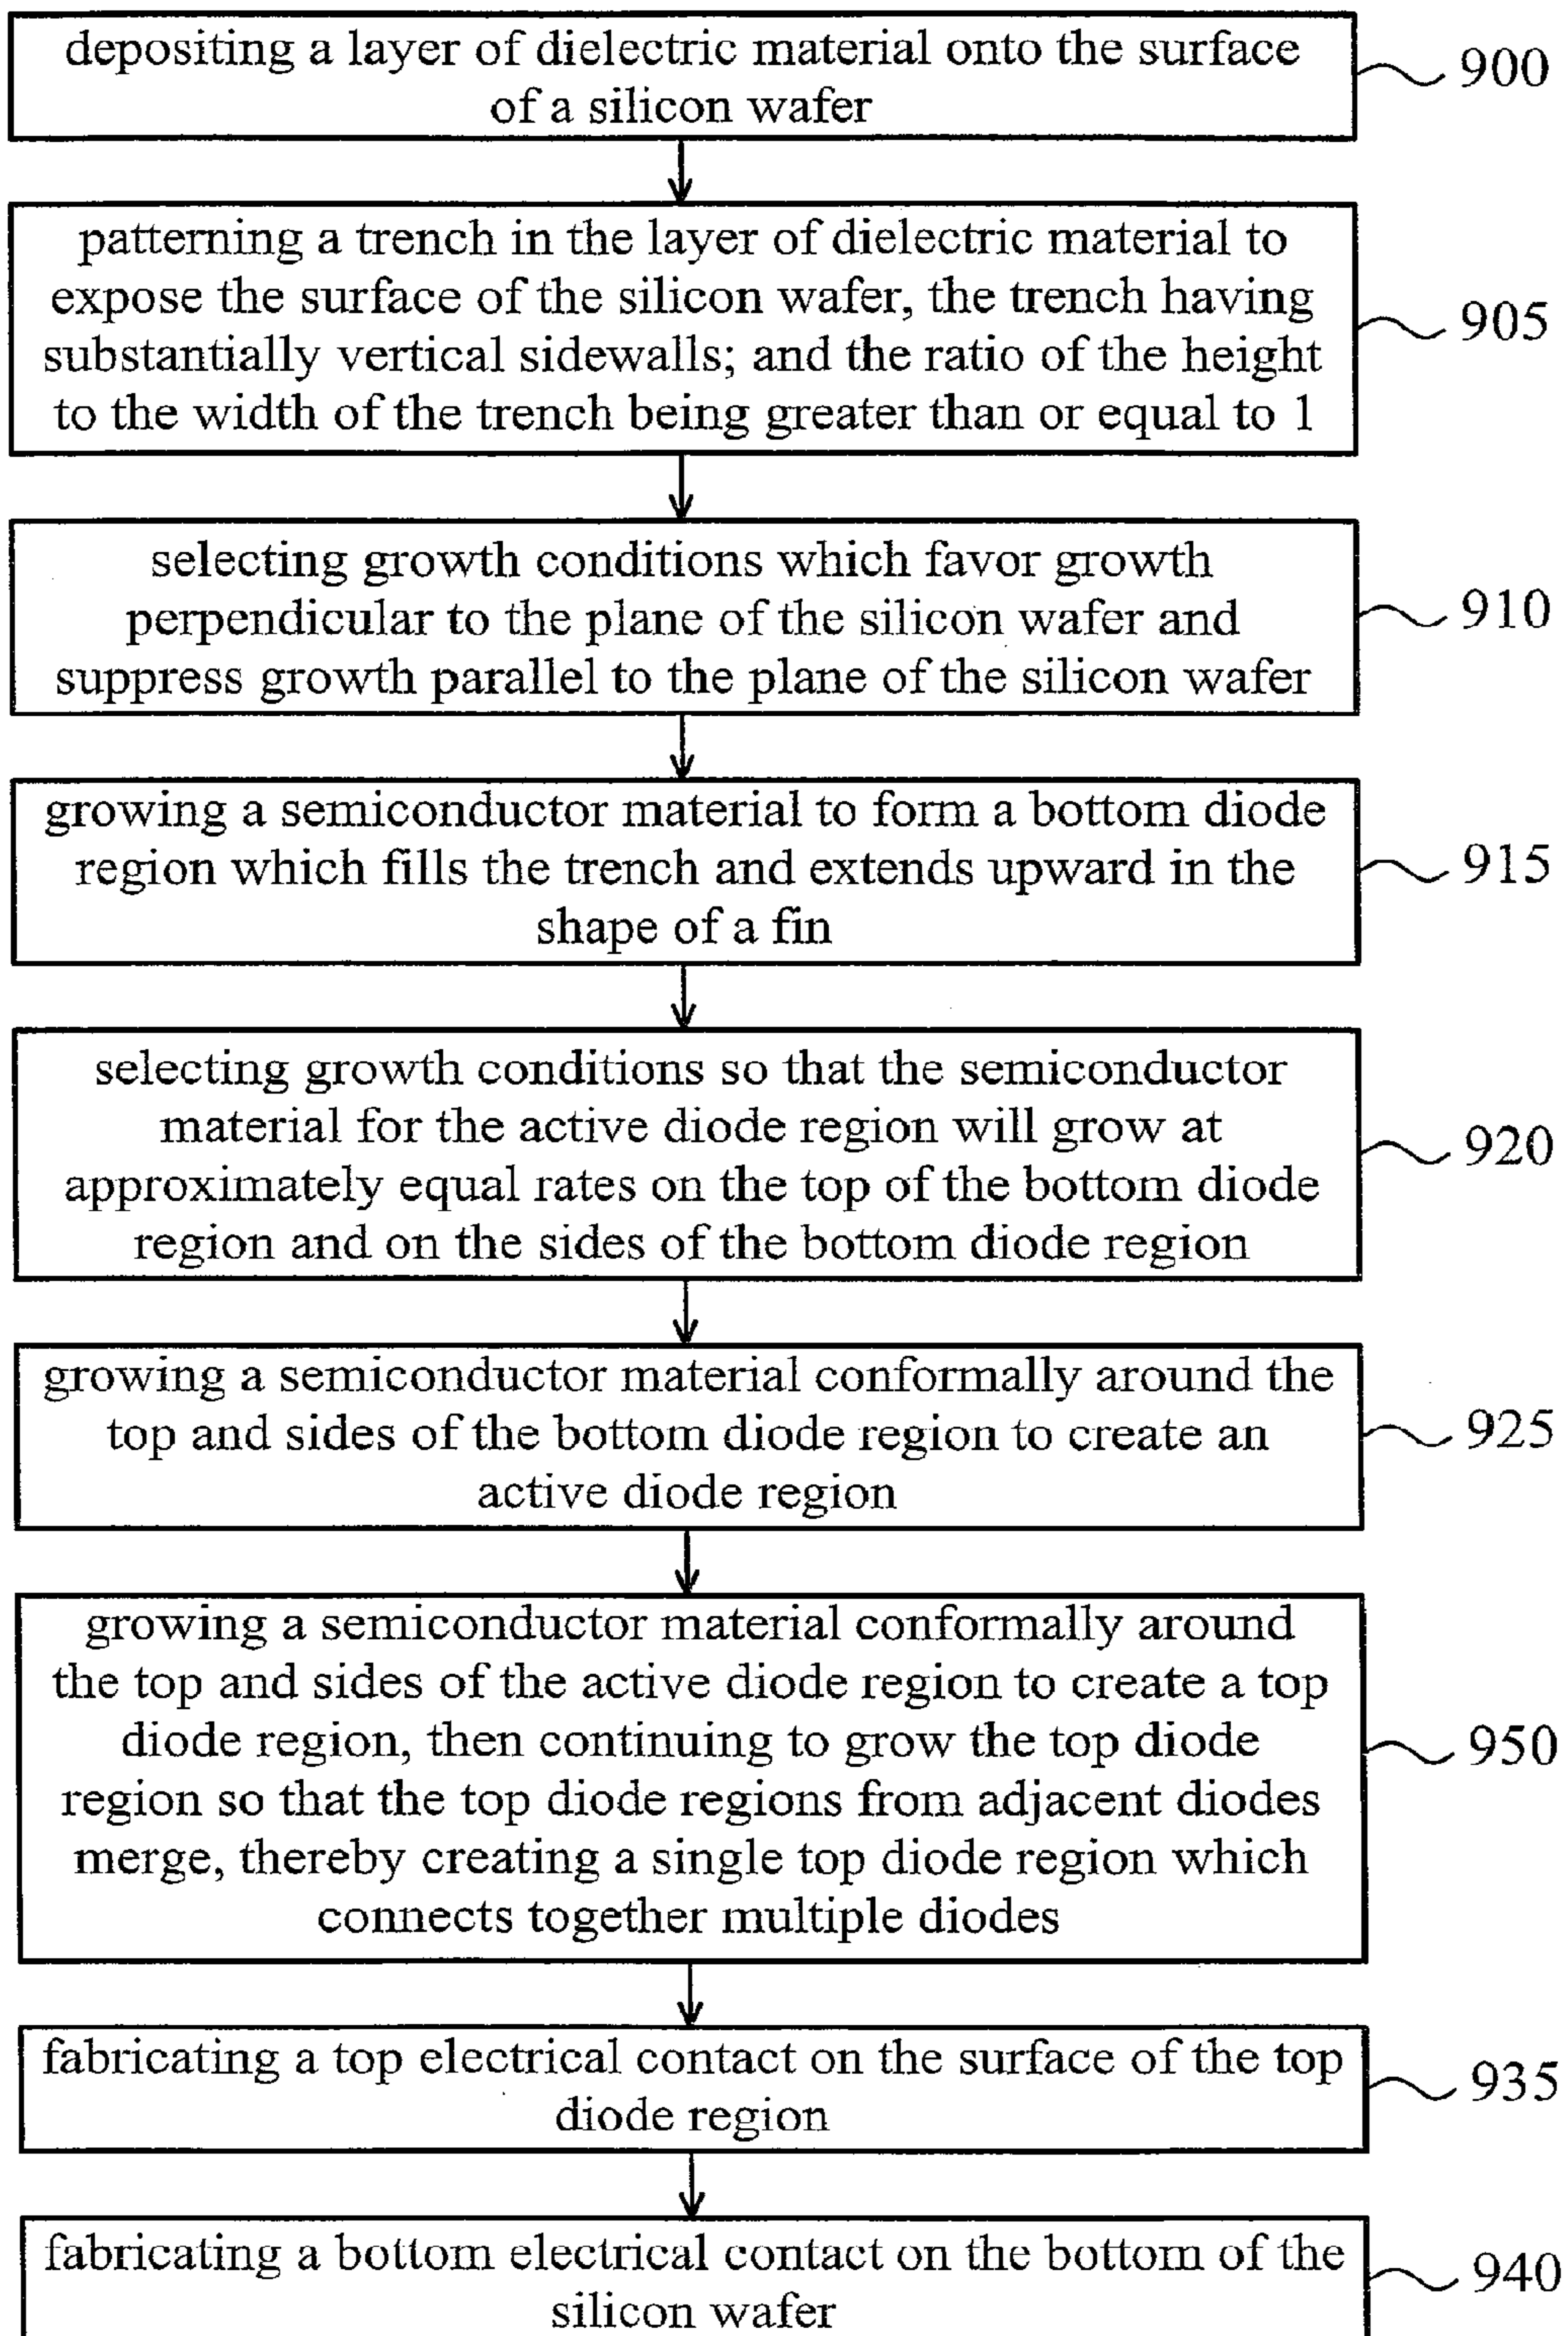 depositing a layer of dielectric material onto the surface
of a silicon wafer
900
patterning a trench in the layer of dielectric material to
expose the surface of the silicon wafer, the trench having
substantially vertical sidewalls; and the ratio of the height
to the width of the trench being greater than or equal to 1
905
selecting growth conditions which favor growth
perpendicular to the plane of the silicon wafer and
suppress growth parallel to the plane of the silicon wafer
910
growing a semiconductor material to form a bottom diode
region which fills the trench and extends upward in the
shape of a fin
915
selecting growth conditions so that the semiconductor
material for the active diode region will grow at
approximately equal rates on the top of the bottom diode
region and on the sides of the bottom diode region
920
growing a semiconductor material conformally around the
top and sides of the bottom diode region to create an
active diode region
925
growing a semiconductor material conformally around
the top and sides of the active diode region to create a top
diode region, then continuing to grow the top diode
region so that the top diode regions from adjacent diodes
merge, thereby creating a single top diode region which
connects together multiple diodes
950
fabricating a top electrical contact on the surface of the top
diode region
935
fabricating a bottom electrical contact on the bottom of the
silicon wafer
940